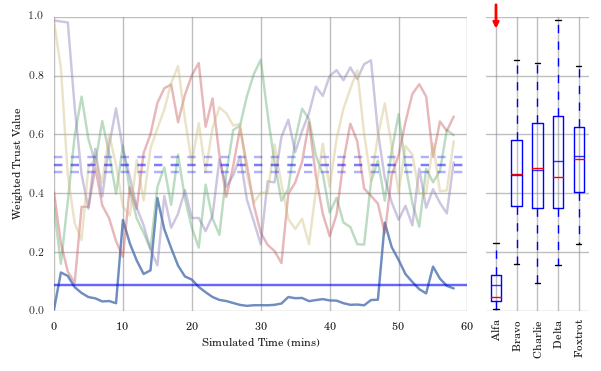 1.0
0.8
0.6
0.4
0.2
0.0
Weighted Trust Value
0 10 20 30 40 50 60
Simulated Time (mins)
Alfa
Bravo
Charlie
Delta
Foxtrot